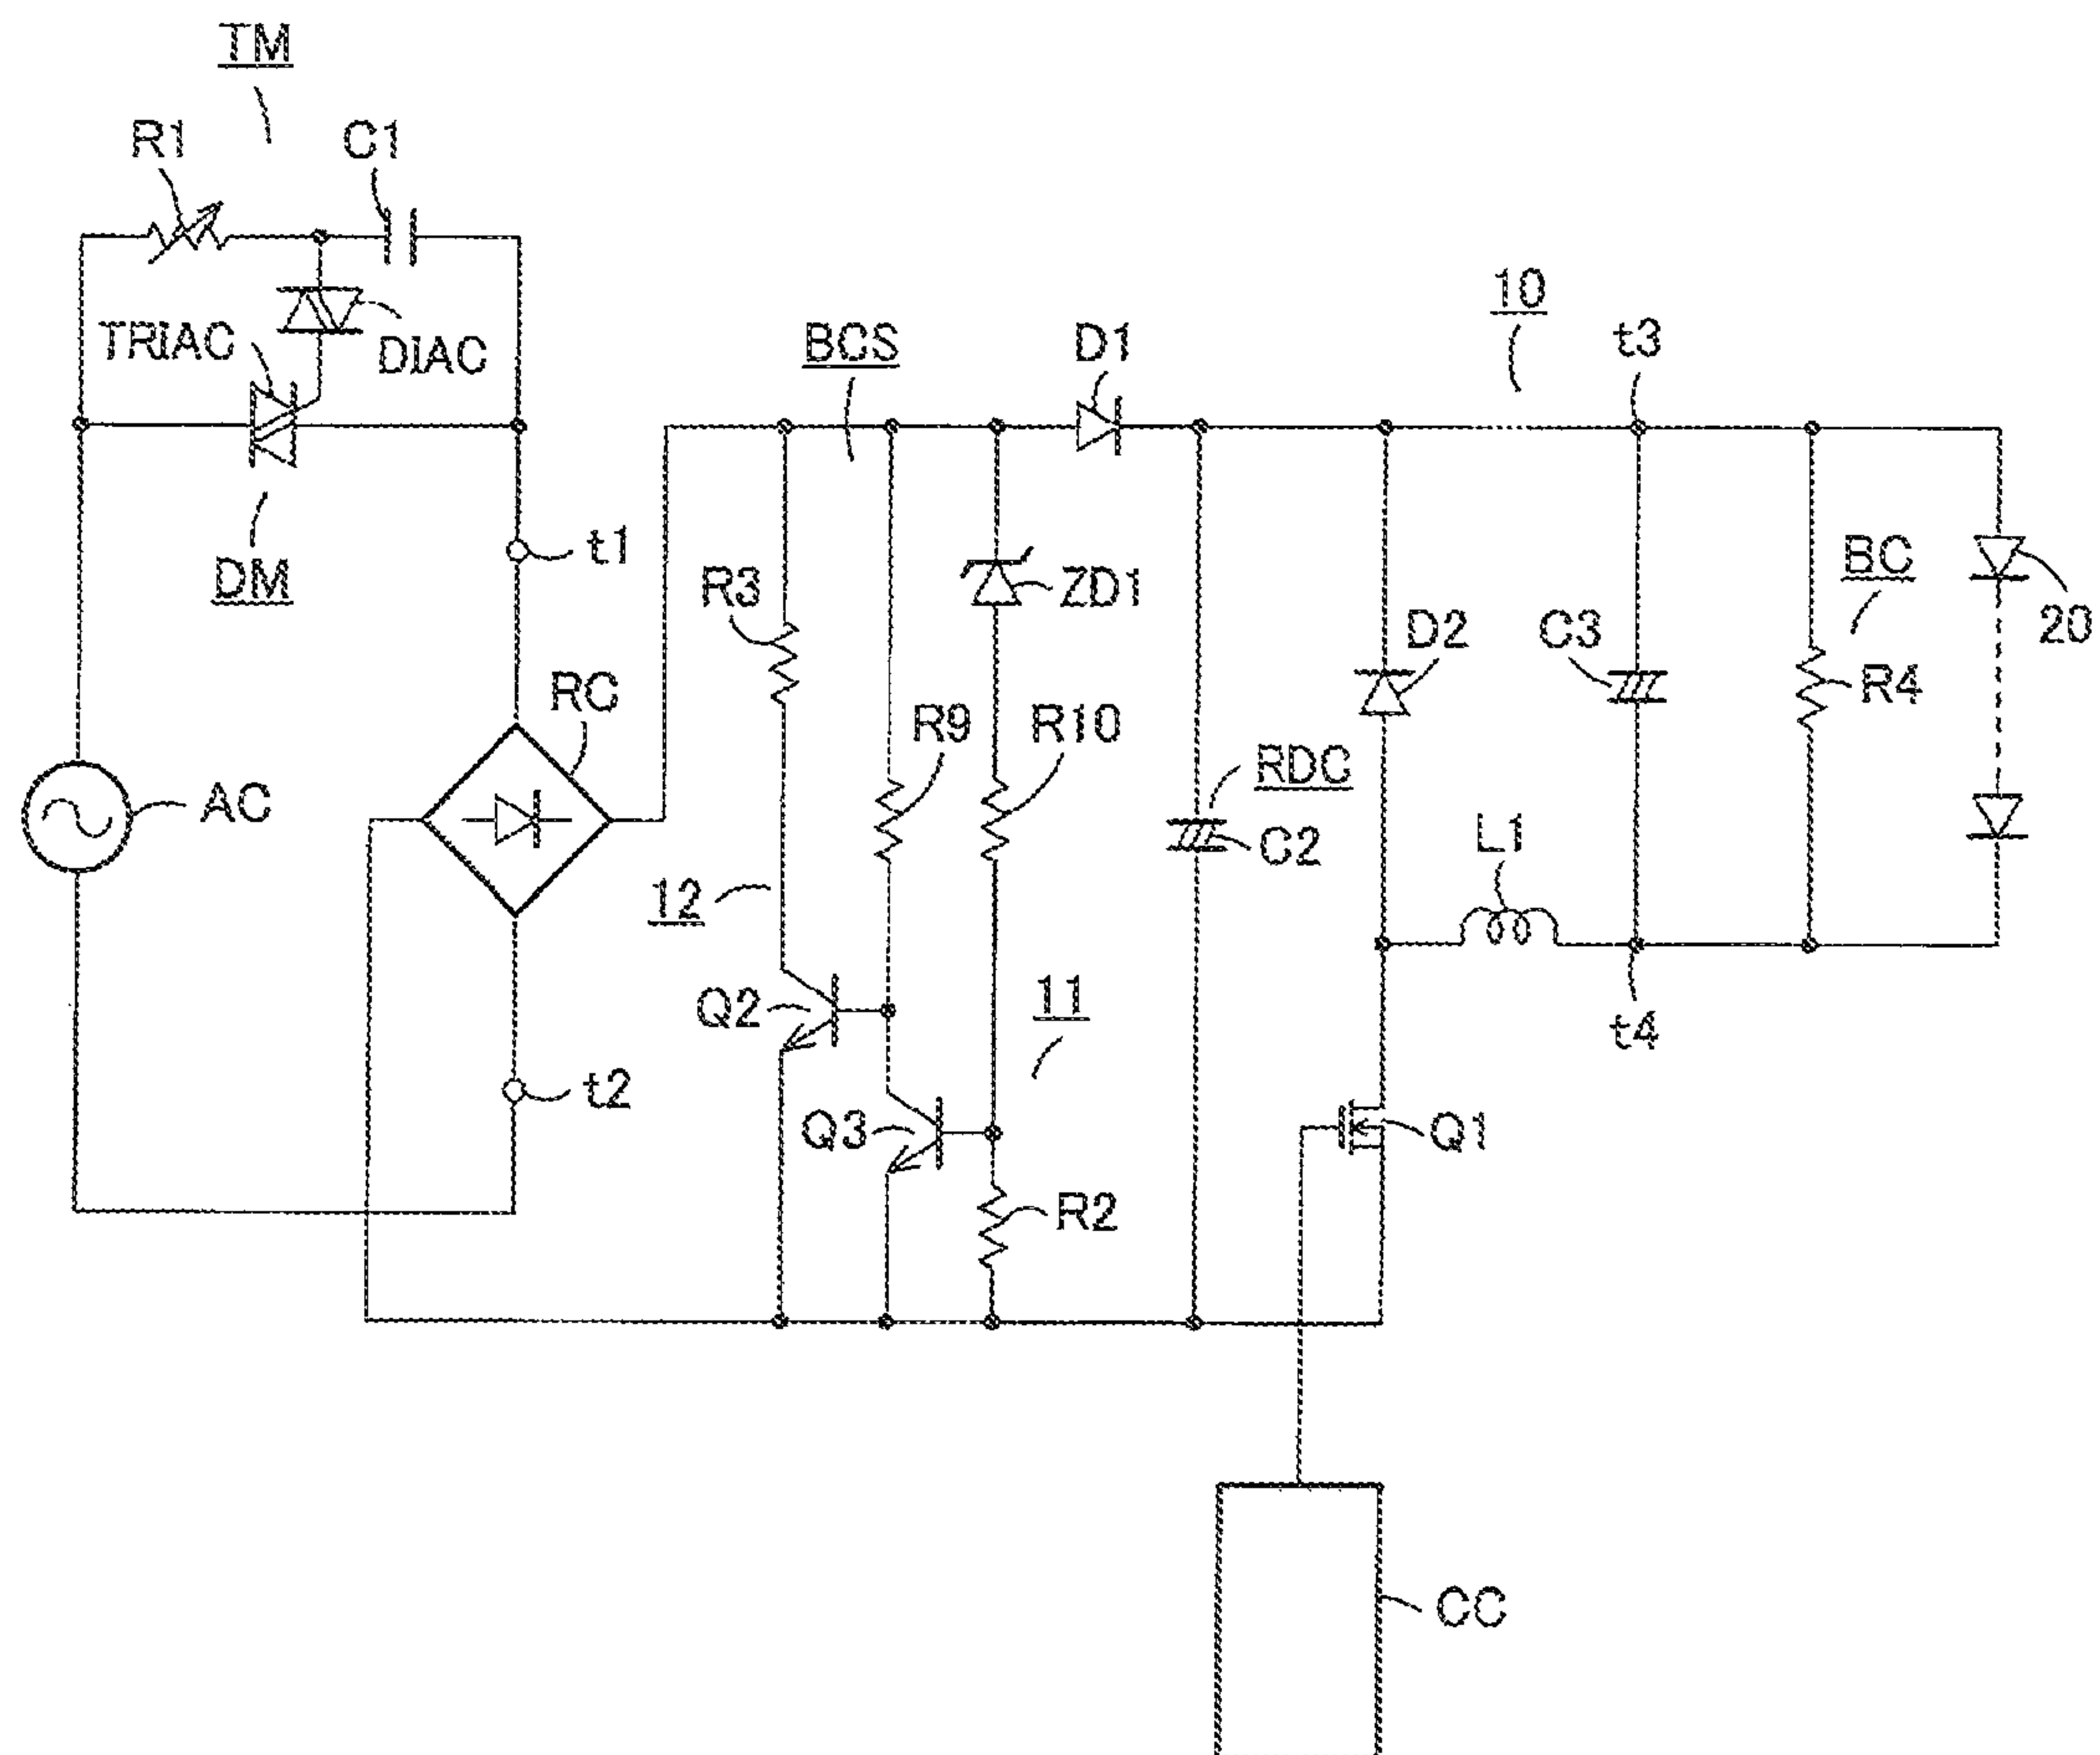 TM
R1
C1
TRIAC
DIAC
DM
t1
RC
AC
t2
BCS
D1
10
t3
R3
ZD1
R9
R10
12
Q2
11
Q3
R2
RDC
C2
D2
C3
BC
R4
20
L1
t4
Q1
CC